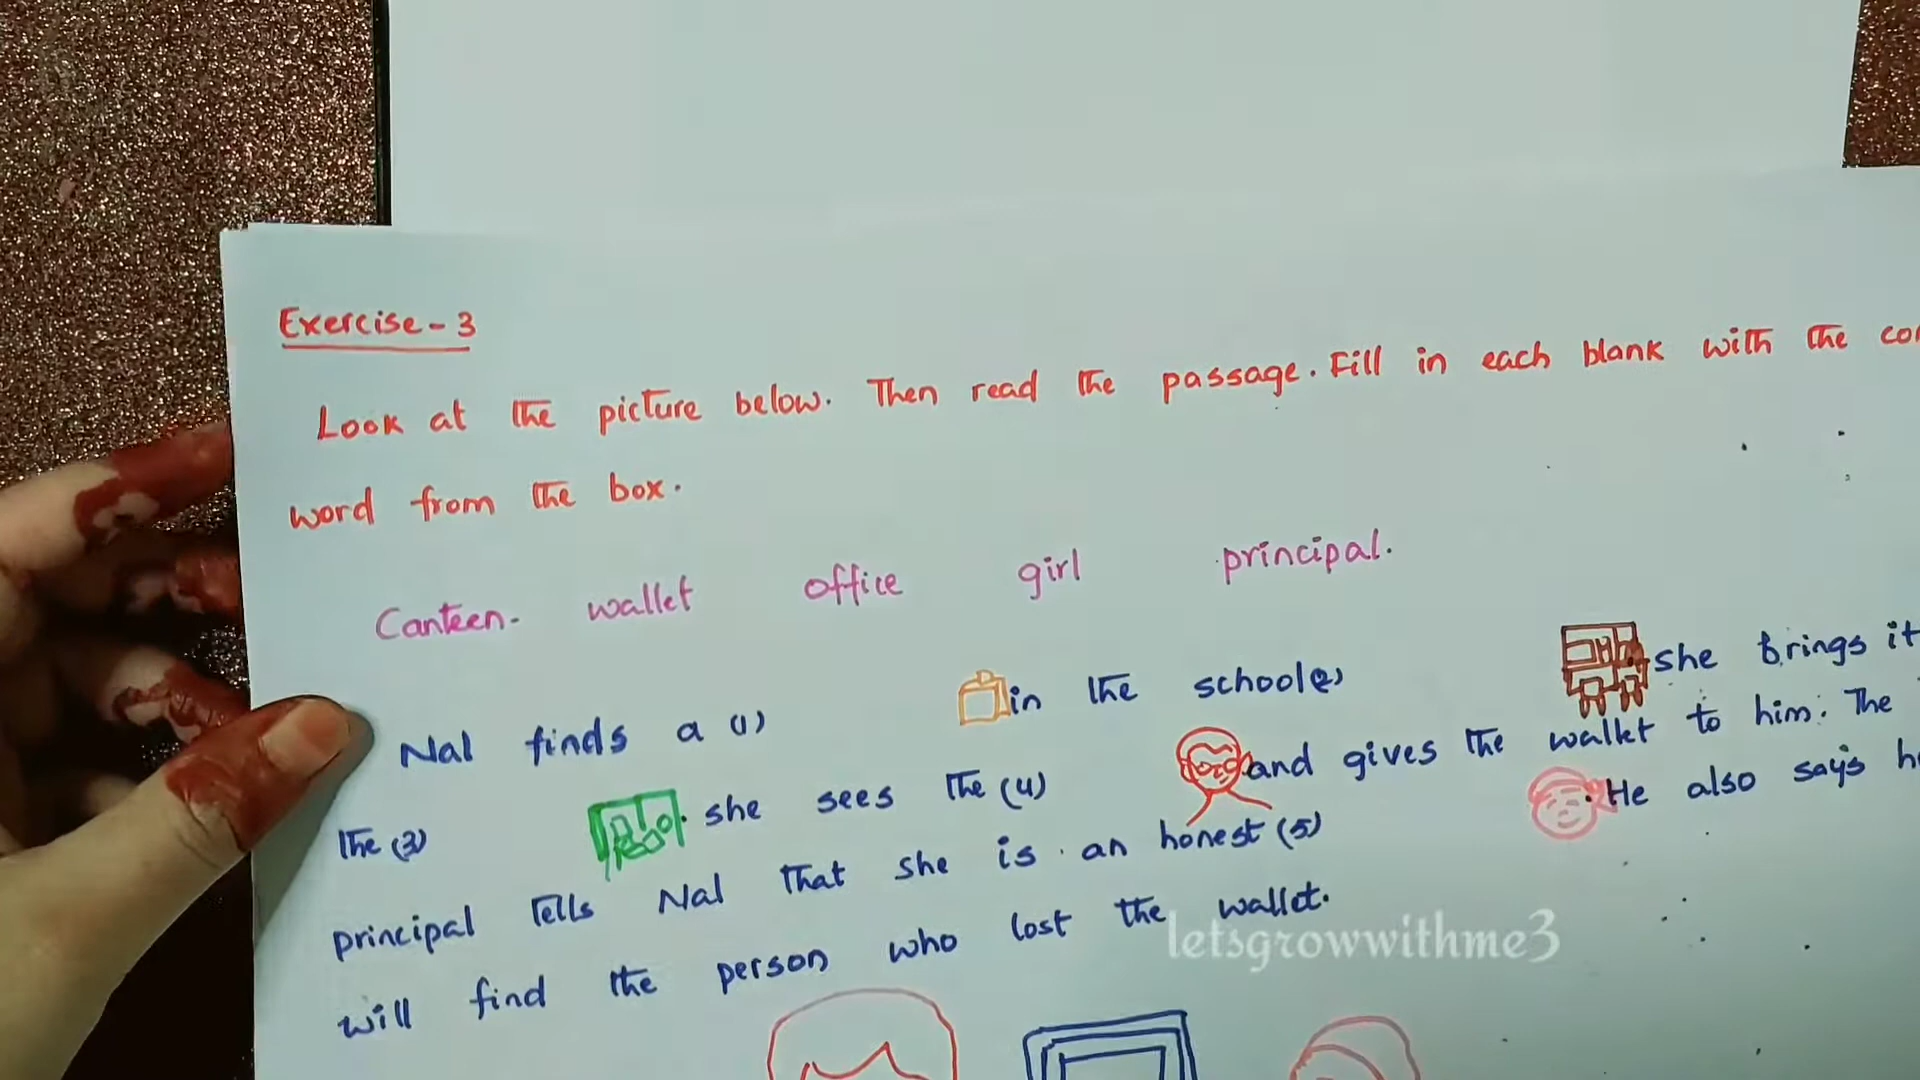 Exercise-3
Look at the picture below. Then read the passage. Fill in each blank with the
word from the box.
Canteen. wallet office girl principal.
Nal finds a (1) in the school(2) she brings it
the (3) she sees the (4) and gives the wallet to him. The
principal tells Nal that she is an honest (5) He also says
will find the person who lost the wallet.
letsgrowwithme3